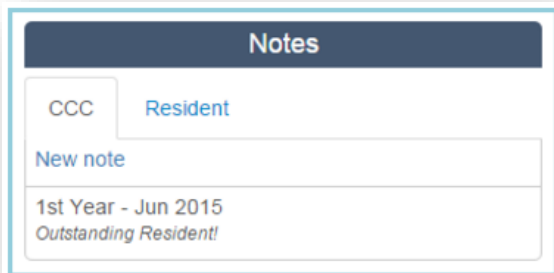 Notes
CCC Resident
New note
1st Year - Jun 2015
Outstanding Resident!